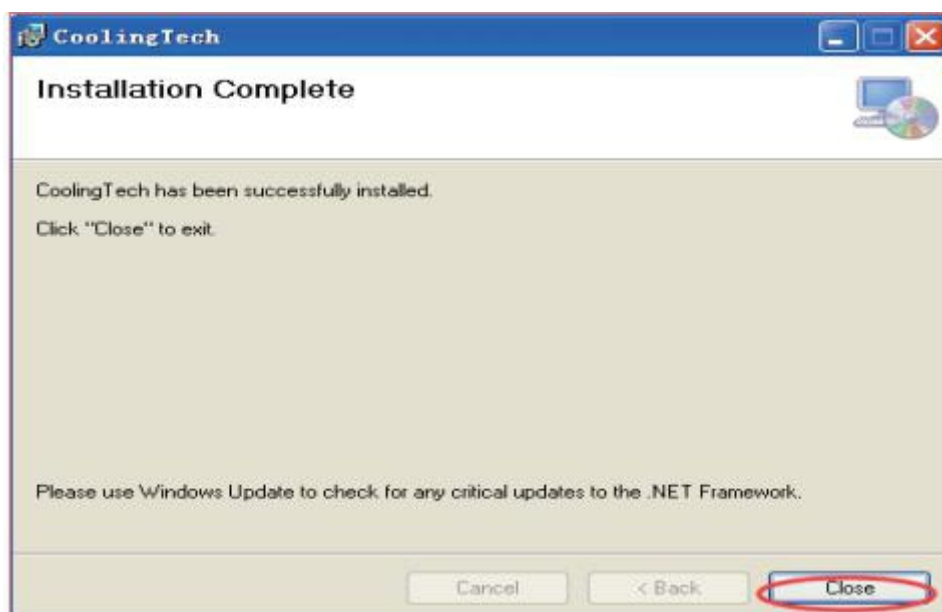 CoolingTech
Installation Complete
CoolingTech has been successfully installed.
Click "Close" to exit.
Please use Windows Update to check for any critical updates to the .NET Framework.
Cancel
< Back
Close